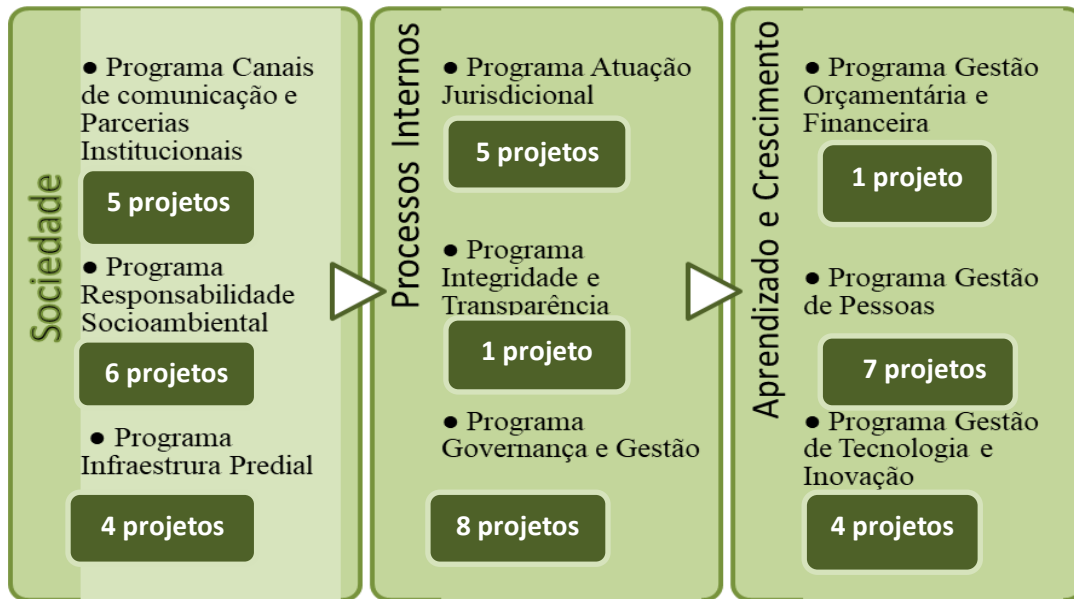 Sociedade
● Programa Canais
de comunicação e
Parcerias
Institucionais
5 projetos
● Programa
Responsabilidade
Socioambiental
6 projetos
● Programa
Infraestrura Predial
4 projetos
Processos Internos
● Programa Atuação
Jurisdicional
5 projetos
● Programa
Integridade e
Transparência
1 projeto
● Programa
Governança e Gestão
8 projetos
Aprendizado e Crescimento
● Programa Gestão
Orçamentária e
Financeira
1 projeto
● Programa Gestão
de Pessoas
7 projetos
● Programa Gestão
de Tecnologia e
Inovação
4 projetos